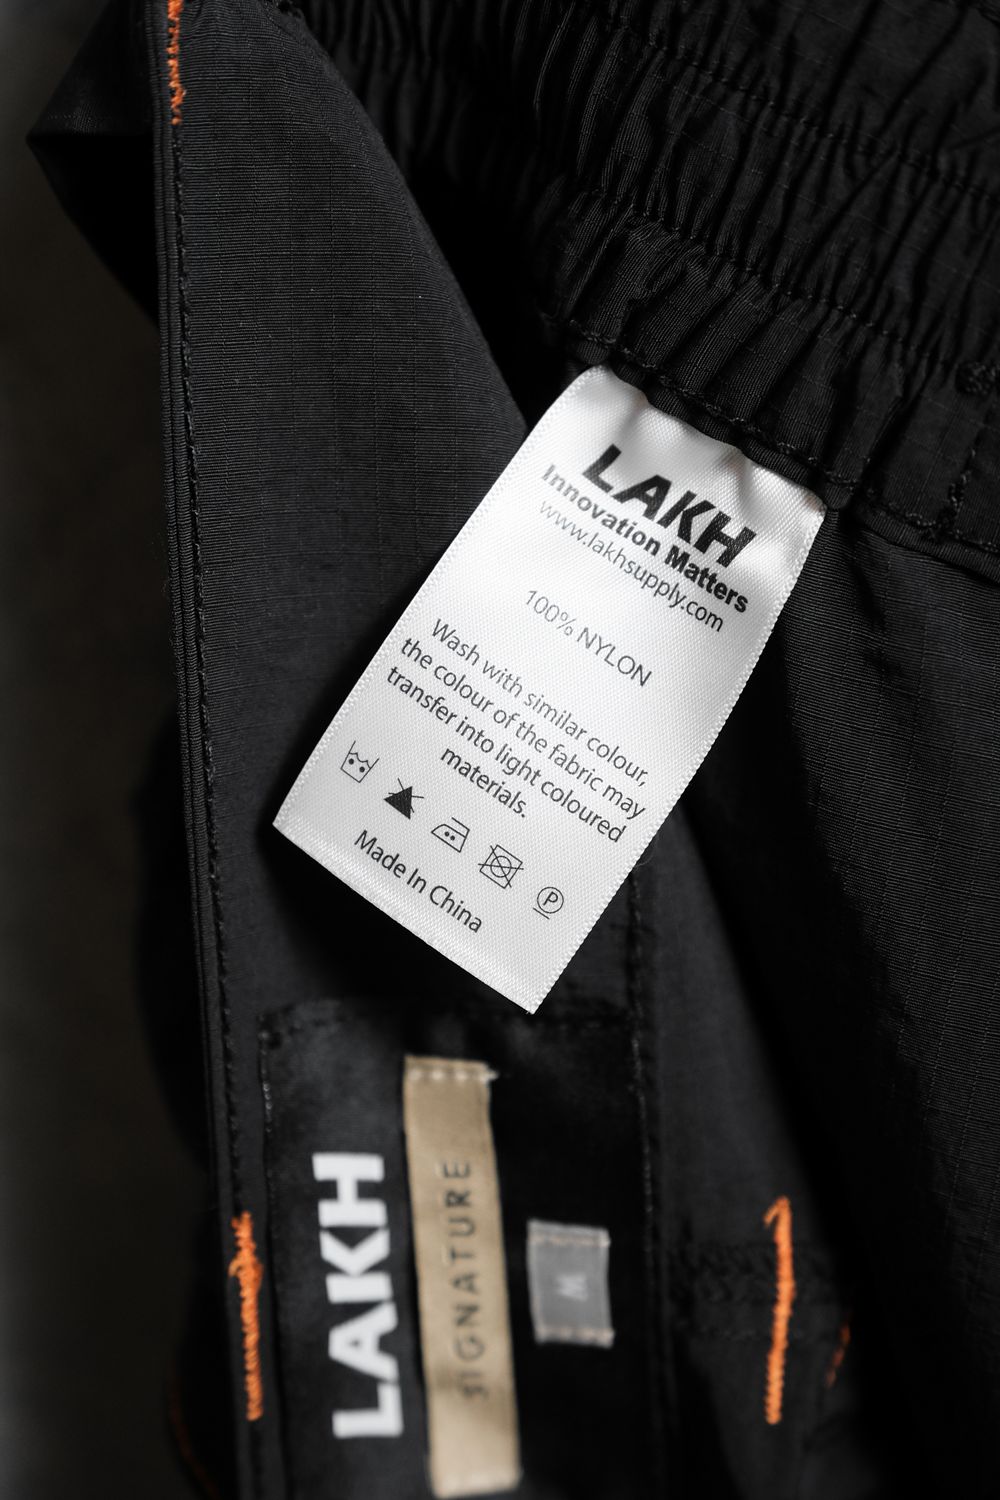 LAKH
Innovation Matters
www.lakhsupply.com
100% NYLON
Wash with similar colour,
the colour of the fabric may
transfer into light coloured
materials.
P
Made In China
LAKH
SIGNATURE
M